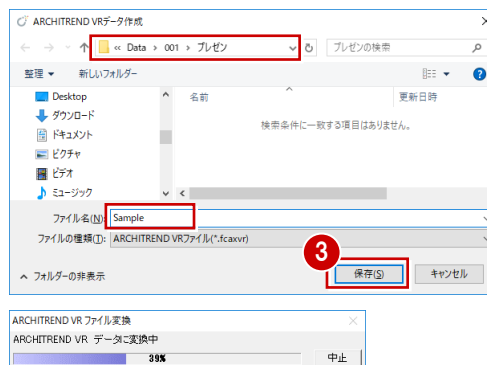 ARCHITREND VRデータ作成
« Data › 001 › プレゼン
プレゼンの検索
整理 ▼ 新しいフォルダー
Desktop
ダウンロード
ドキュメント
ピクチャ
ビデオ
ミュージック
名前 更新日時
検索条件に一致する項目はありません。
ファイル名(N): Sample
ファイルの種類(T): ARCHITREND VRファイル(*.fcaxvr)
3
フォルダーの非表示 保存(S) キャンセル
ARCHITREND VR ファイル変換
ARCHITREND VR データに変換中
39% 中止